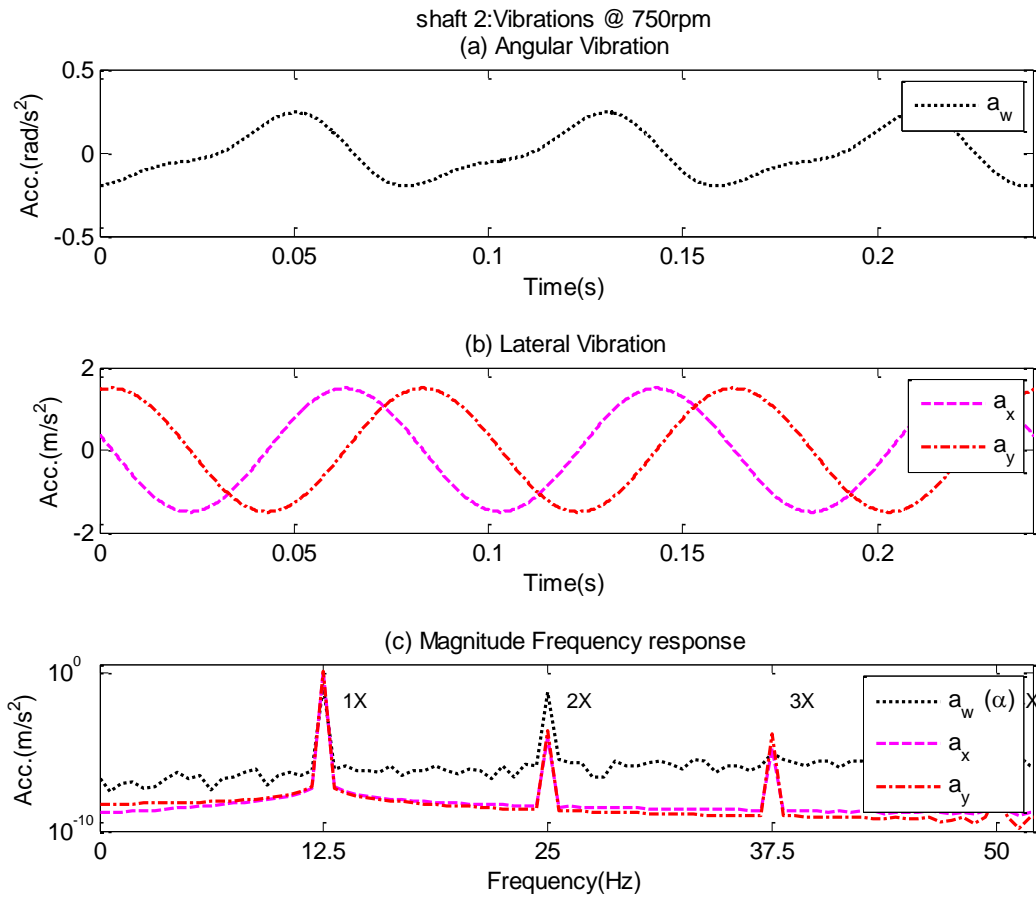 shaft 2:Vibrations @ 750rpm
(a) Angular Vibration
Acc.(rad/s²)
0.5
0
-0.5
a_w
0 0.05 0.1 0.15 0.2
Time(s)
(b) Lateral Vibration
Acc.(m/s²)
2
0
-2
a_x
a_y
0 0.05 0.1 0.15 0.2
Time(s)
(c) Magnitude Frequency response
Acc.(m/s²)
10⁰
10⁻¹⁰
1X 2X 3X X
a_w (α)
a_x
a_y
0 12.5 25 37.5 50
Frequency(Hz)